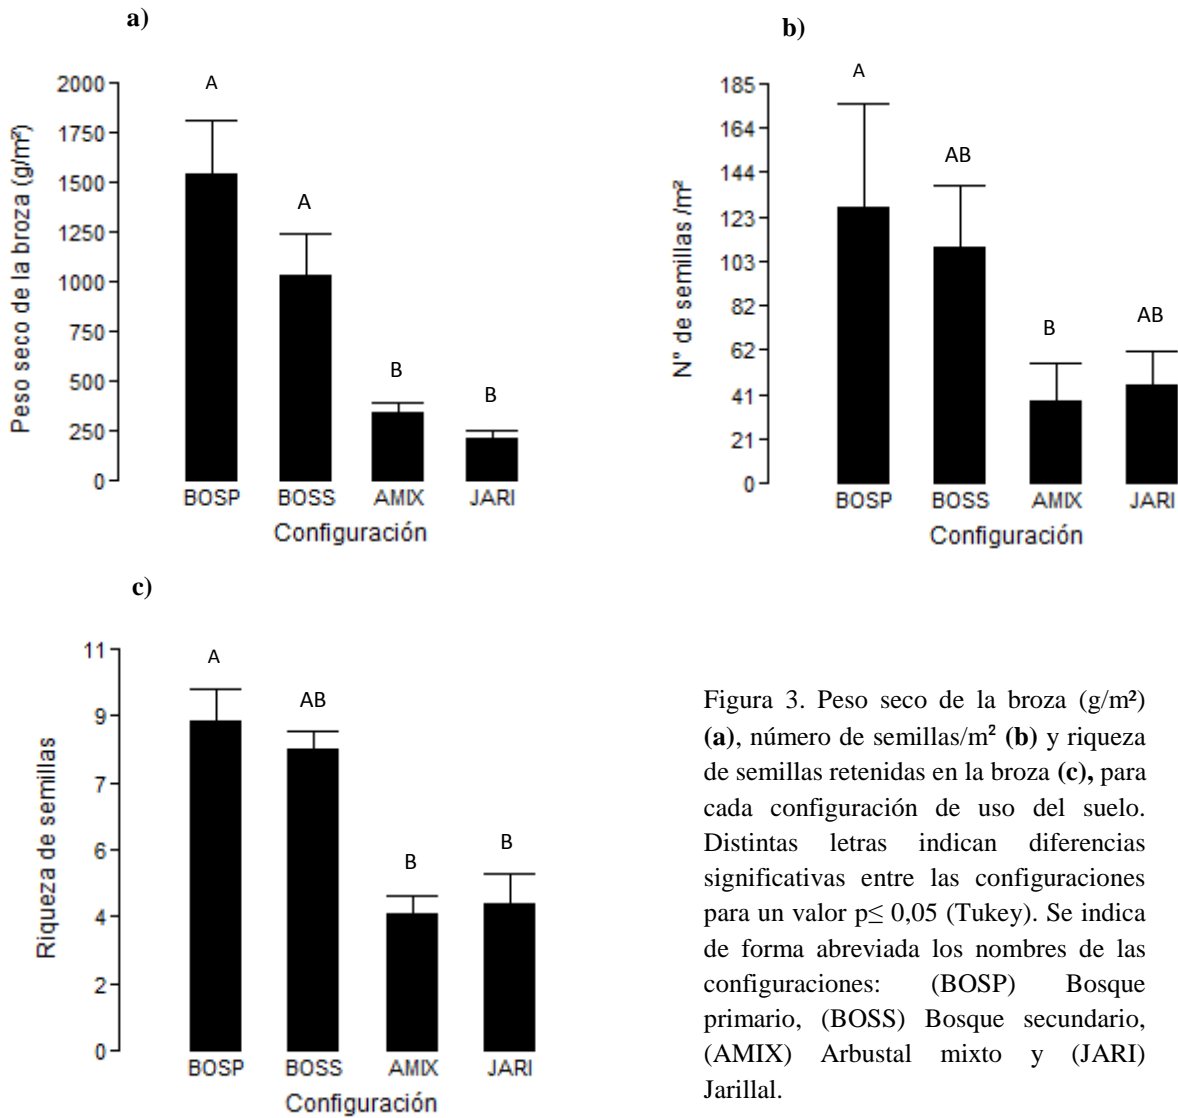 a)
Peso seco de la broza (g/m²)
2000
1750
1500
1250
1000
750
500
250
0
A
A
B
B
BOSP BOSS AMIX JARI
Configuración
b)
N° de semillas /m²
185
164
144
123
103
82
62
41
21
0
A
AB
B
AB
BOSP BOSS AMIX JARI
Configuración
c)
Riqueza de semillas
11
9
7
6
4
2
0
A
AB
B
B
BOSP BOSS AMIX JARI
Configuración
Figura 3. Peso seco de la broza (g/m²)
(a), número de semillas/m² (b) y riqueza
de semillas retenidas en la broza (c), para
cada configuración de uso del suelo.
Distintas letras indican diferencias
significativas entre las configuraciones
para un valor p≤ 0,05 (Tukey). Se indica
de forma abreviada los nombres de las
configuraciones: (BOSP) Bosque
primario, (BOSS) Bosque secundario,
(AMIX) Arbustal mixto y (JARI)
Jarillal.